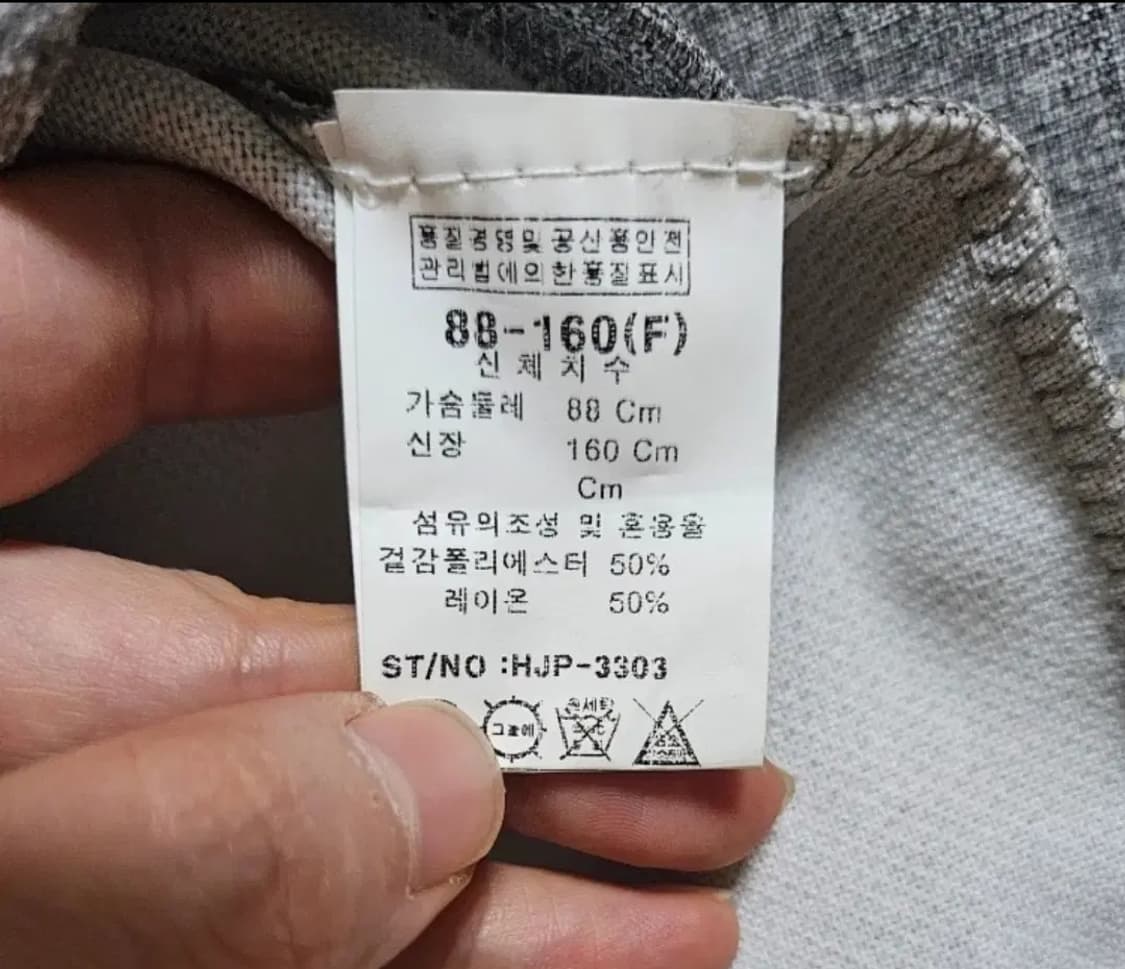 품질경영및 공산품안전
관리법에의한품질표시
88-160(F)
신 체 치 수
가슴둘레 88 Cm
신장 160 Cm
Cm
섬유의조성 및 혼용율
겉감폴리에스터 50%
레이온 50%
ST/NO :HJP-3303
그늘에